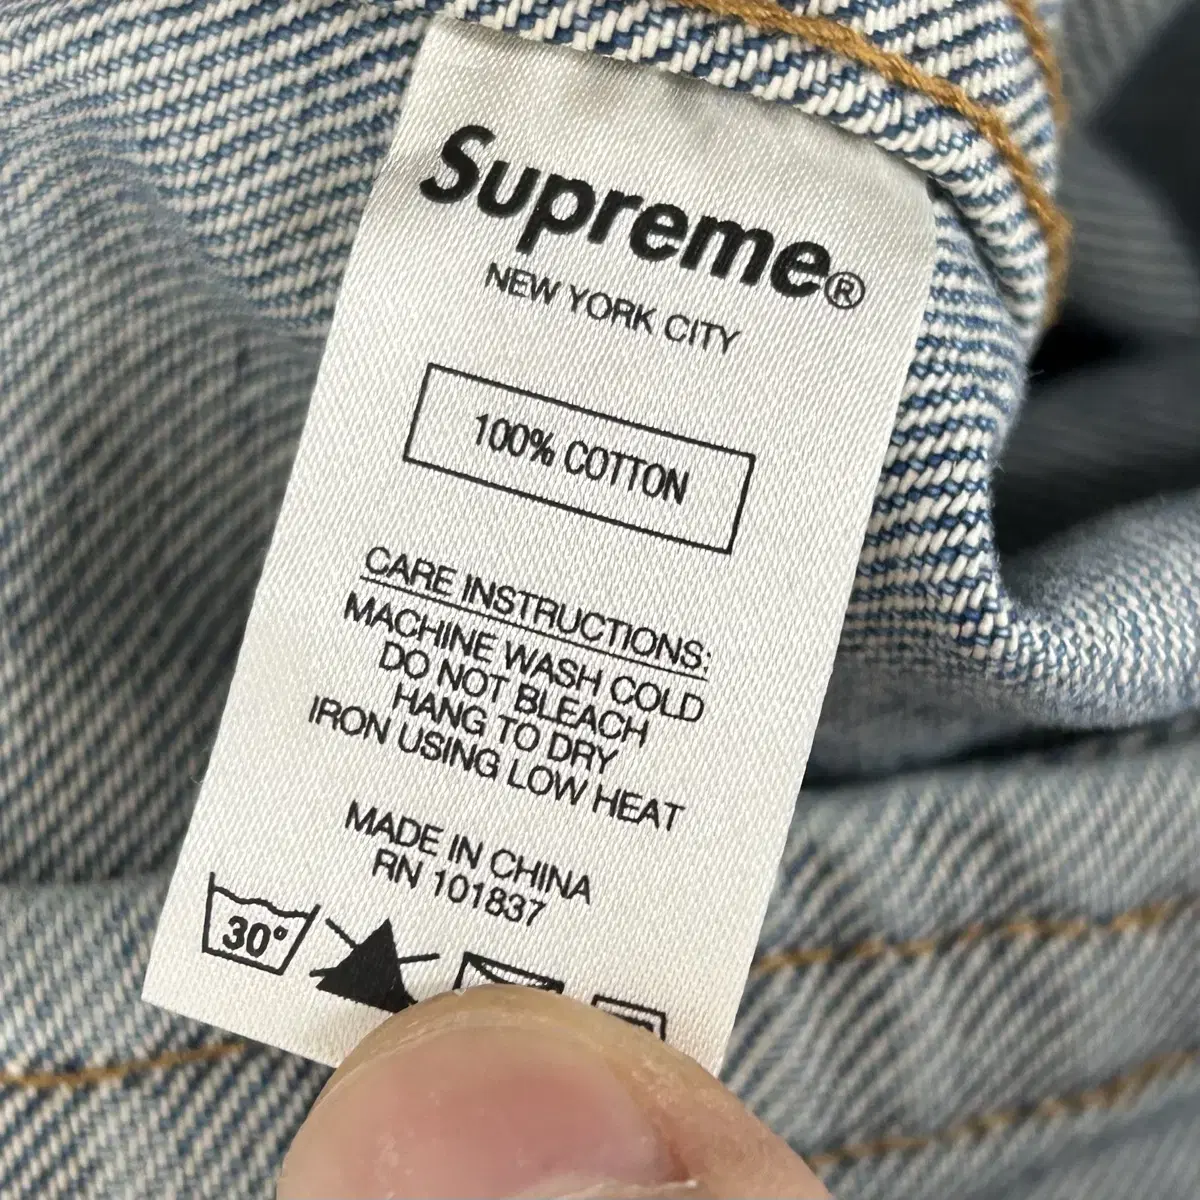 Supreme®
NEW YORK CITY
100% COTTON
CARE INSTRUCTIONS:
MACHINE WASH COLD
DO NOT BLEACH
HANG TO DRY
IRON USING LOW HEAT
MADE IN CHINA
RN 101837
30°